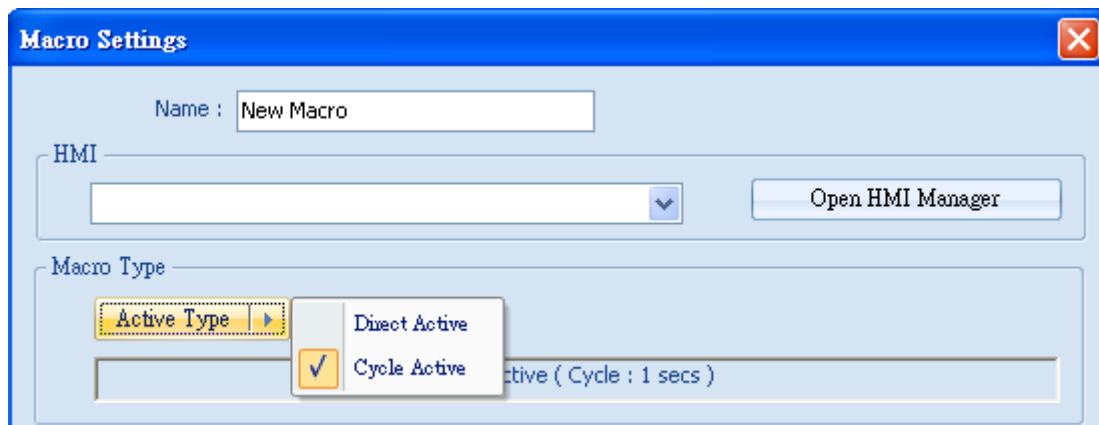 Macro Settings
Name : New Macro
HMI
Open HMI Manager
Macro Type
Active Type
Direct Active
Cycle Active
ctive ( Cycle : 1 secs )